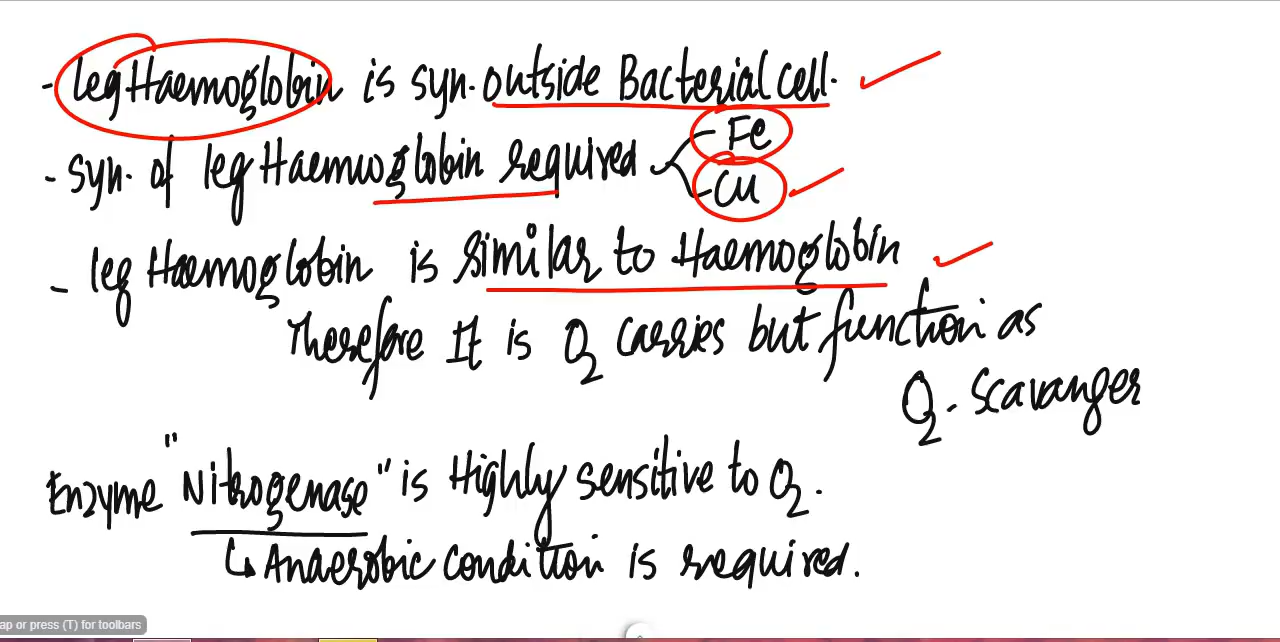 - leg Haemoglobin is syn. outside Bacterial cell.
- syn. of leg Haemoglobin required - Fe
- Cu
- leg Haemoglobin is similar to Haemoglobin
Therefore It is O2 carries but function as
O2 - Scavanger
Enzyme "Nitrogenase" is Highly sensitive to O2.
↳ Anaerobic condition is required.
ap or press (T) for toolbars